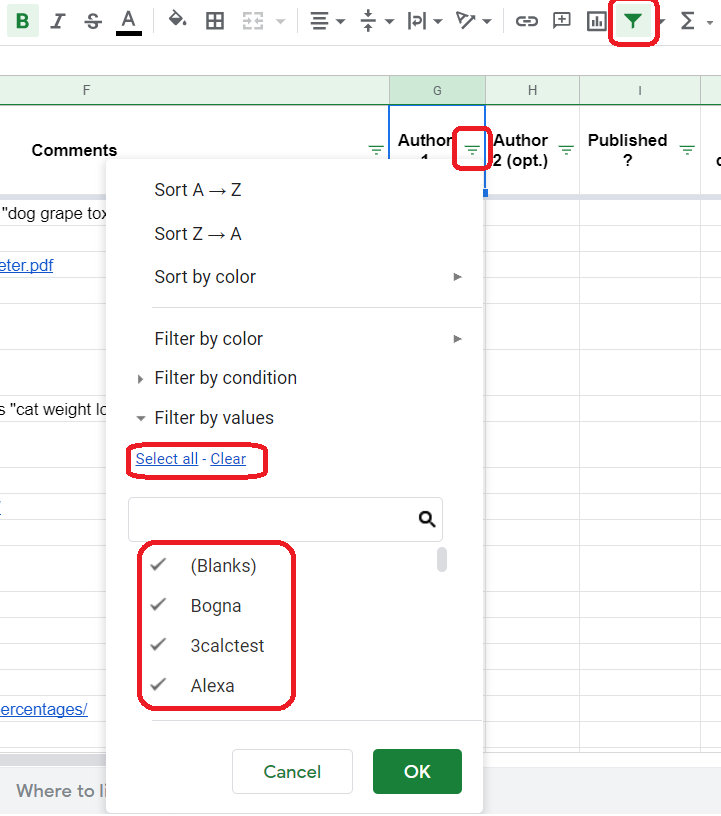 B I S A
F G H I
Comments Author 1 Author 2 (opt.) Published ?
"dog grape tox
Sort A → Z
Sort Z → A
eter.pdf
Sort by color
Filter by color
Filter by condition
s "cat weight lo
Filter by values
Select all - Clear
(Blanks)
Bogna
3calctest
Alexa
ercentages/
Cancel OK
Where to li